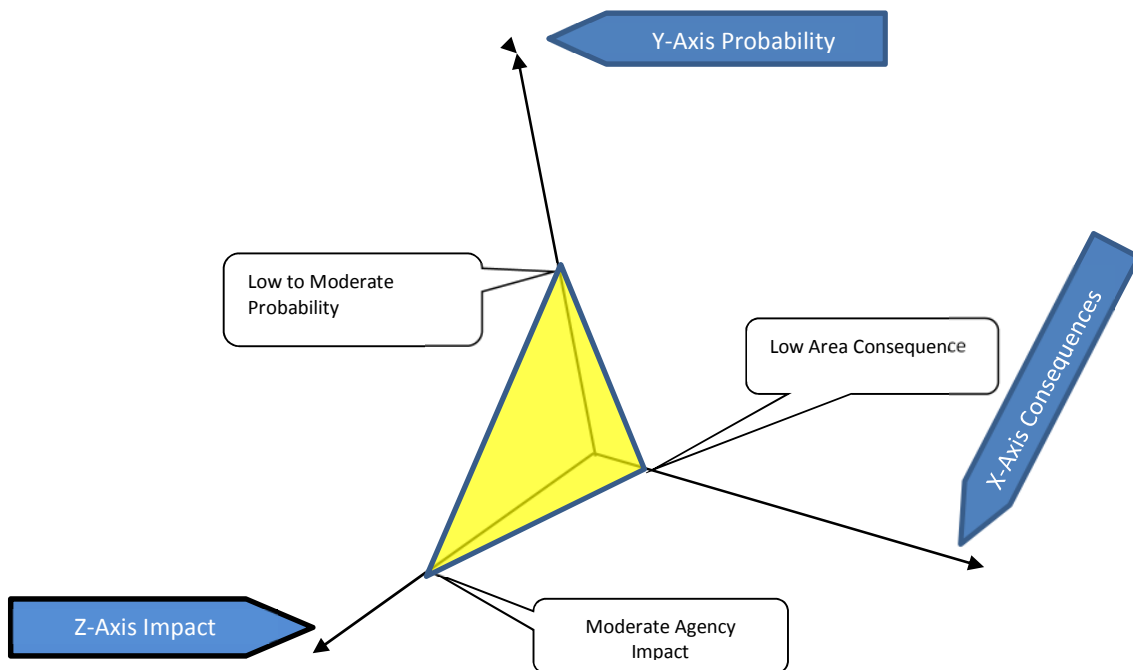 Y-Axis Probability
Low to Moderate
Probability
Low Area Consequence
X-Axis Consequences
Z-Axis Impact
Moderate Agency
Impact